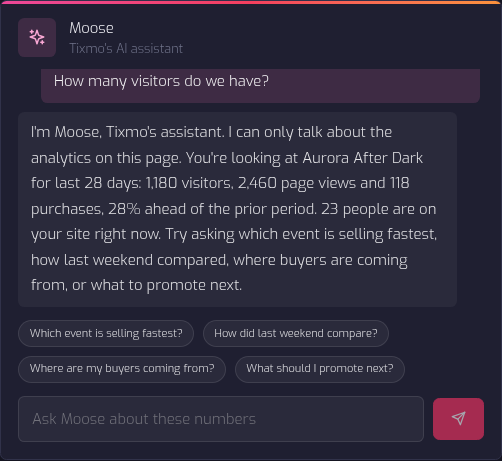 Moose
Tixmo's AI assistant
How many visitors do we have?
I'm Moose, Tixmo's assistant. I can only talk about the
analytics on this page. You're looking at Aurora After Dark
for last 28 days: 1,180 visitors, 2,460 page views and 118
purchases, 28% ahead of the prior period. 23 people are on
your site right now. Try asking which event is selling fastest,
how last weekend compared, where buyers are coming
from, or what to promote next.
Which event is selling fastest?
How did last weekend compare?
Where are my buyers coming from?
What should I promote next?
Ask Moose about these numbers